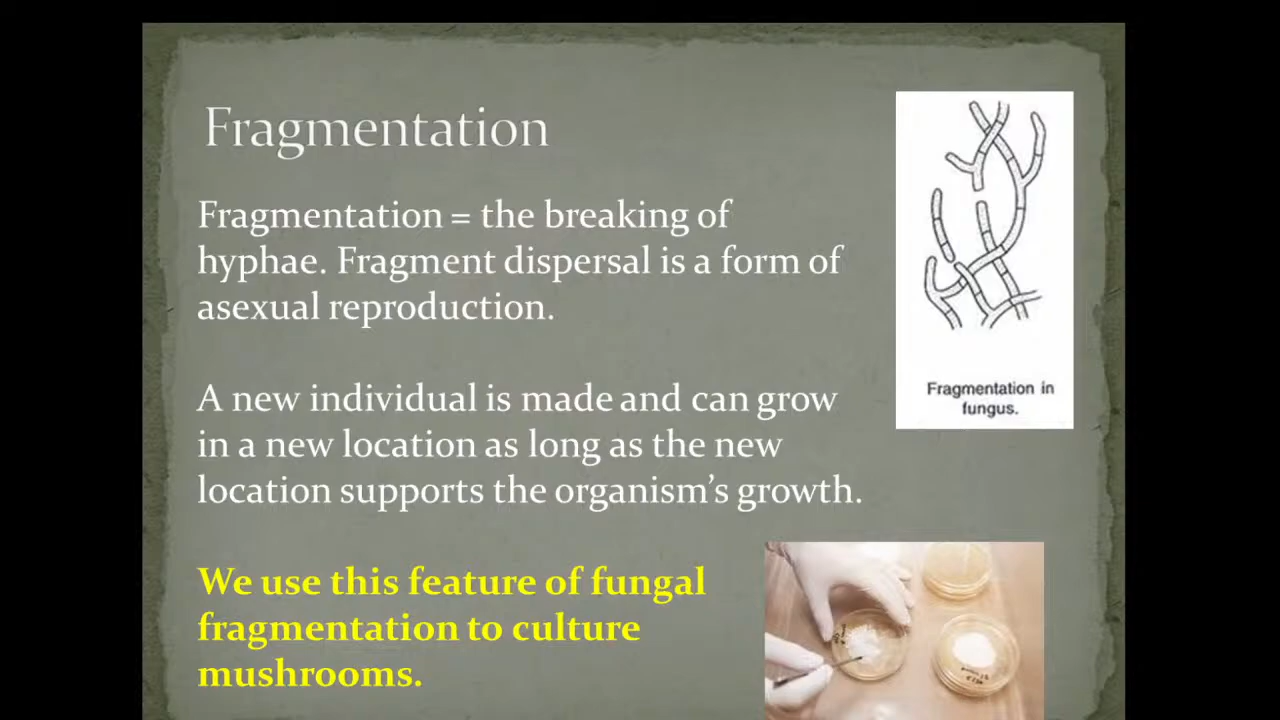 Fragmentation
Fragmentation = the breaking of
hyphae. Fragment dispersal is a form of
asexual reproduction.
A new individual is made and can grow
in a new location as long as the new
location supports the organism's growth.
We use this feature of fungal
fragmentation to culture
mushrooms.
Fragmentation in
fungus.